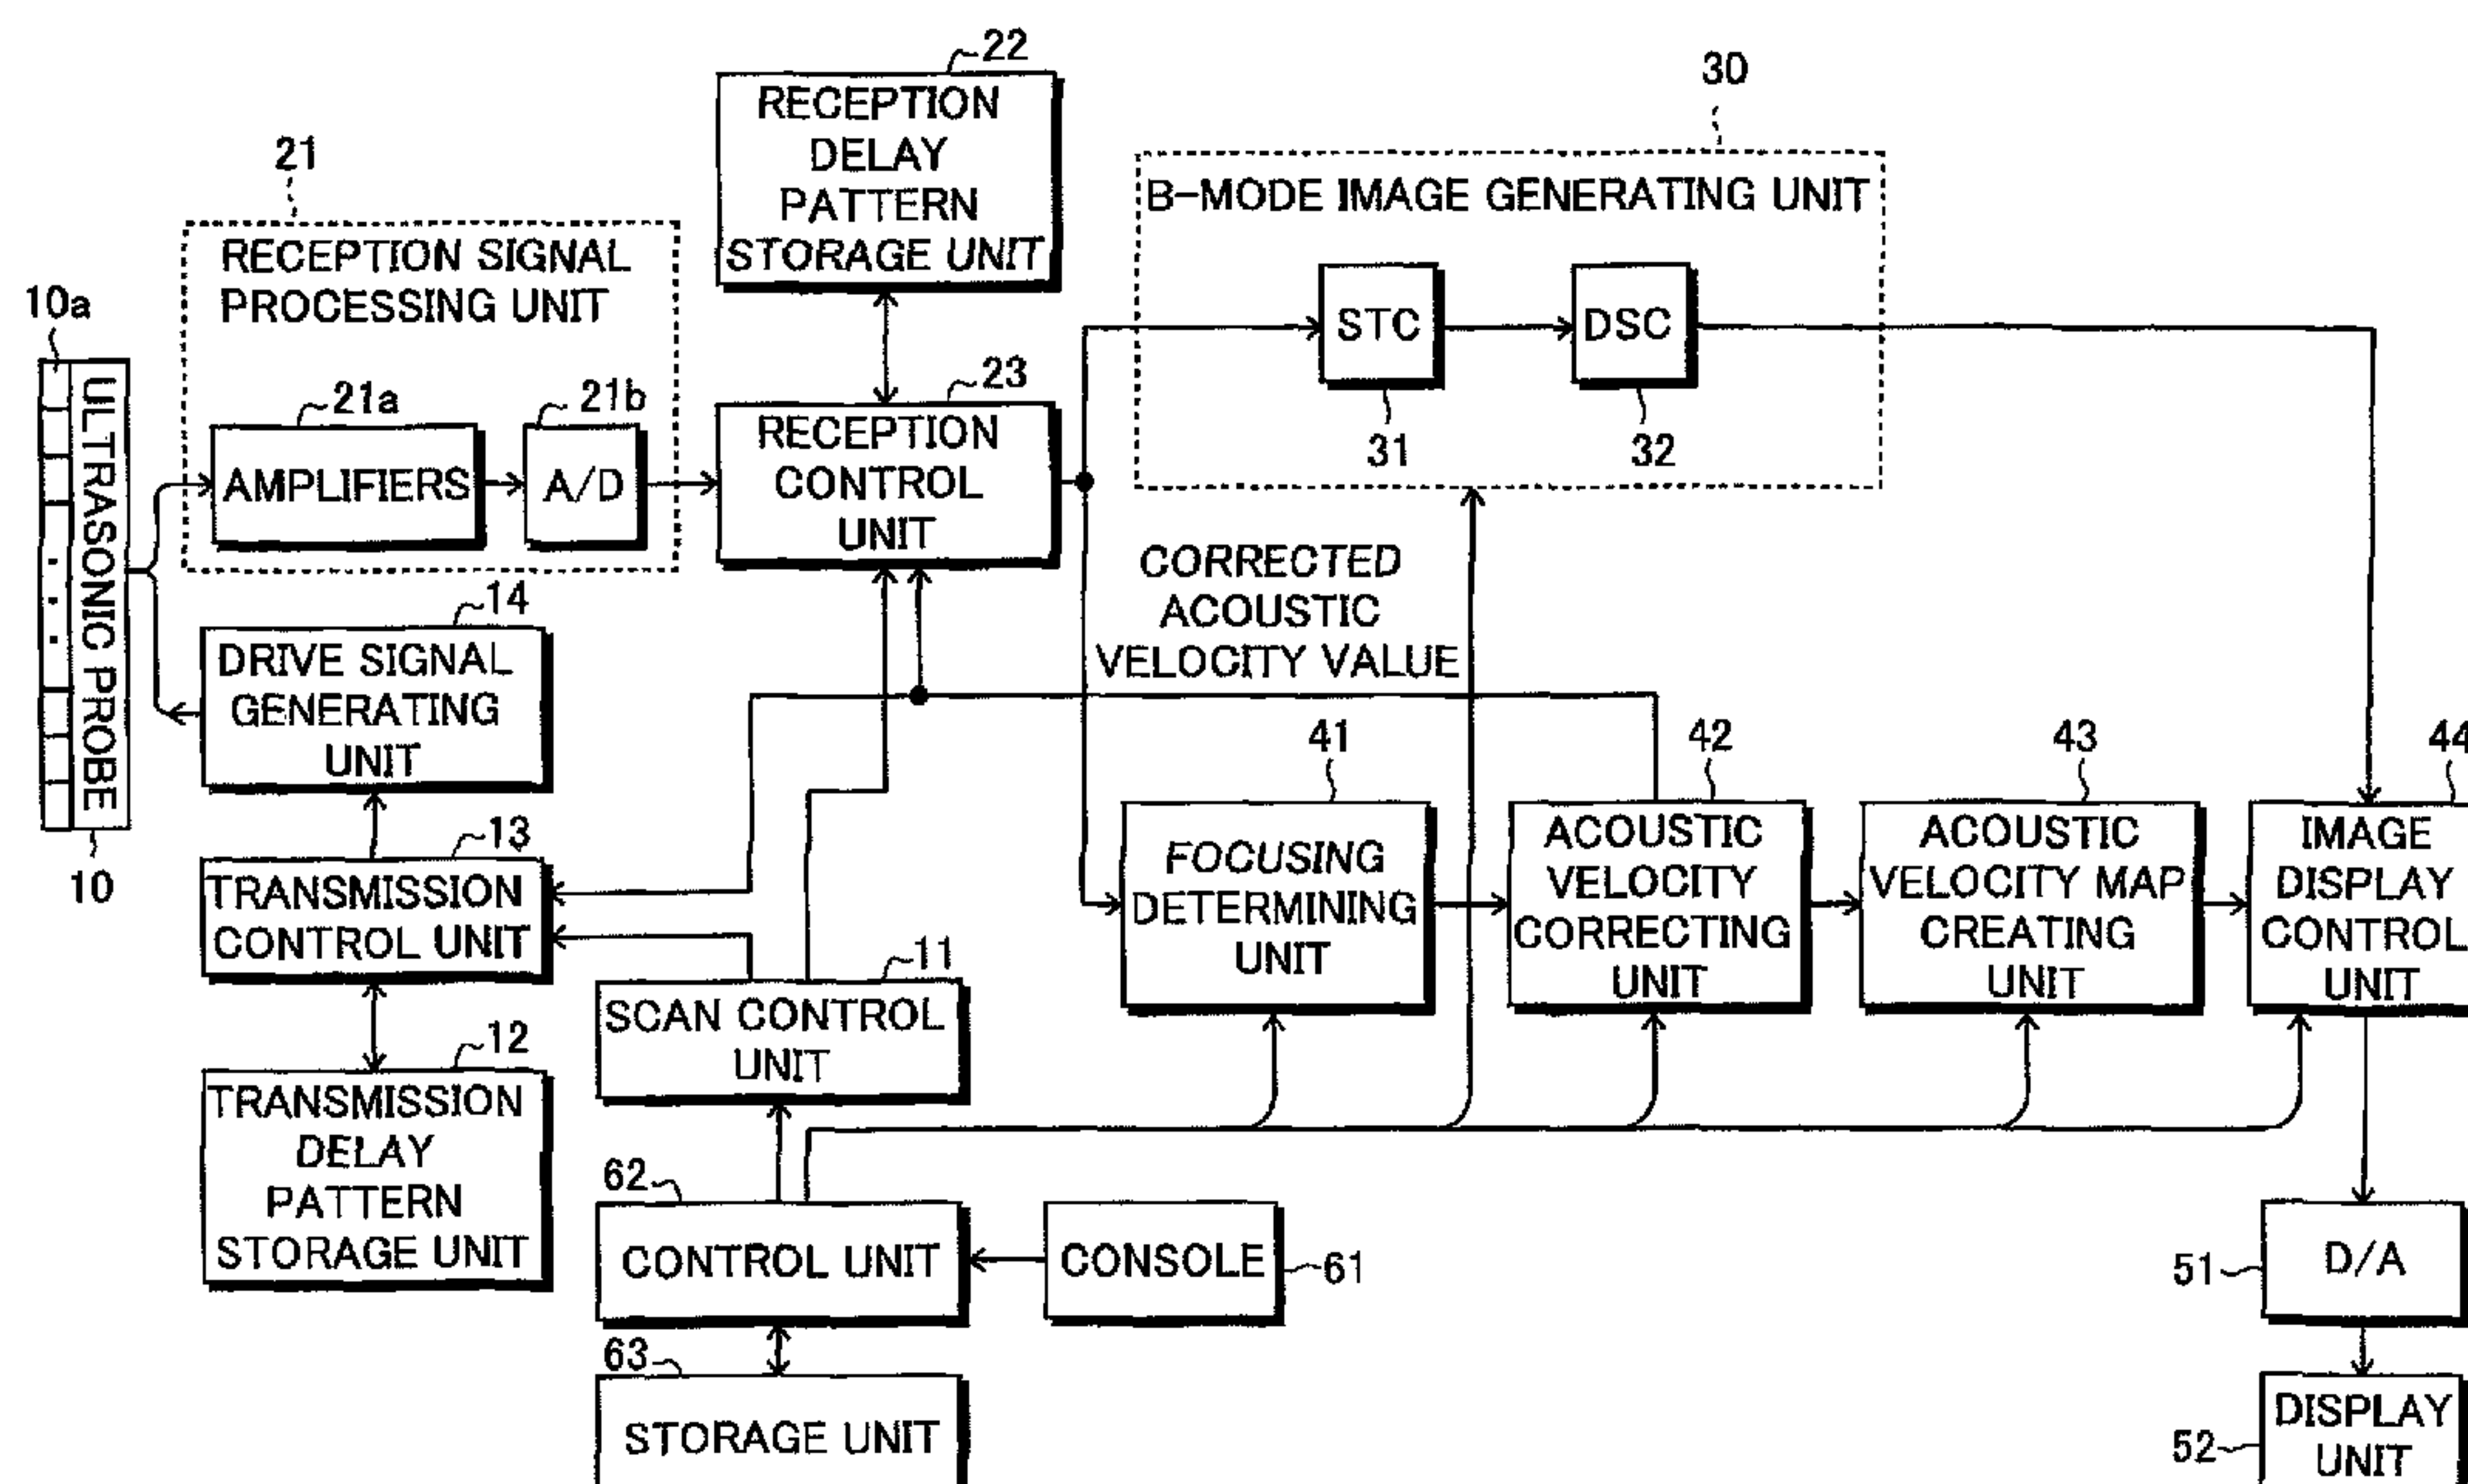 22
RECEPTION
DELAY
PATTERN
STORAGE UNIT
30
B-MODE IMAGE GENERATING UNIT
STC
DSC
31
32
21
RECEPTION SIGNAL
PROCESSING UNIT
21a
AMPLIFIERS
21b
A/D
23
RECEPTION
CONTROL
UNIT
10a
ULTRASONIC PROBE
10
14
DRIVE SIGNAL
GENERATING
UNIT
13
TRANSMISSION
CONTROL UNIT
12
TRANSMISSION
DELAY
PATTERN
STORAGE UNIT
CORRECTED
ACOUSTIC
VELOCITY VALUE
11
SCAN CONTROL
UNIT
41
FOCUSING
DETERMINING
UNIT
42
ACOUSTIC
VELOCITY
CORRECTING
UNIT
43
ACOUSTIC
VELOCITY MAP
CREATING
UNIT
44
IMAGE
DISPLAY
CONTROL
UNIT
62
CONTROL UNIT
CONSOLE
61
63
STORAGE UNIT
51
D/A
52
DISPLAY
UNIT